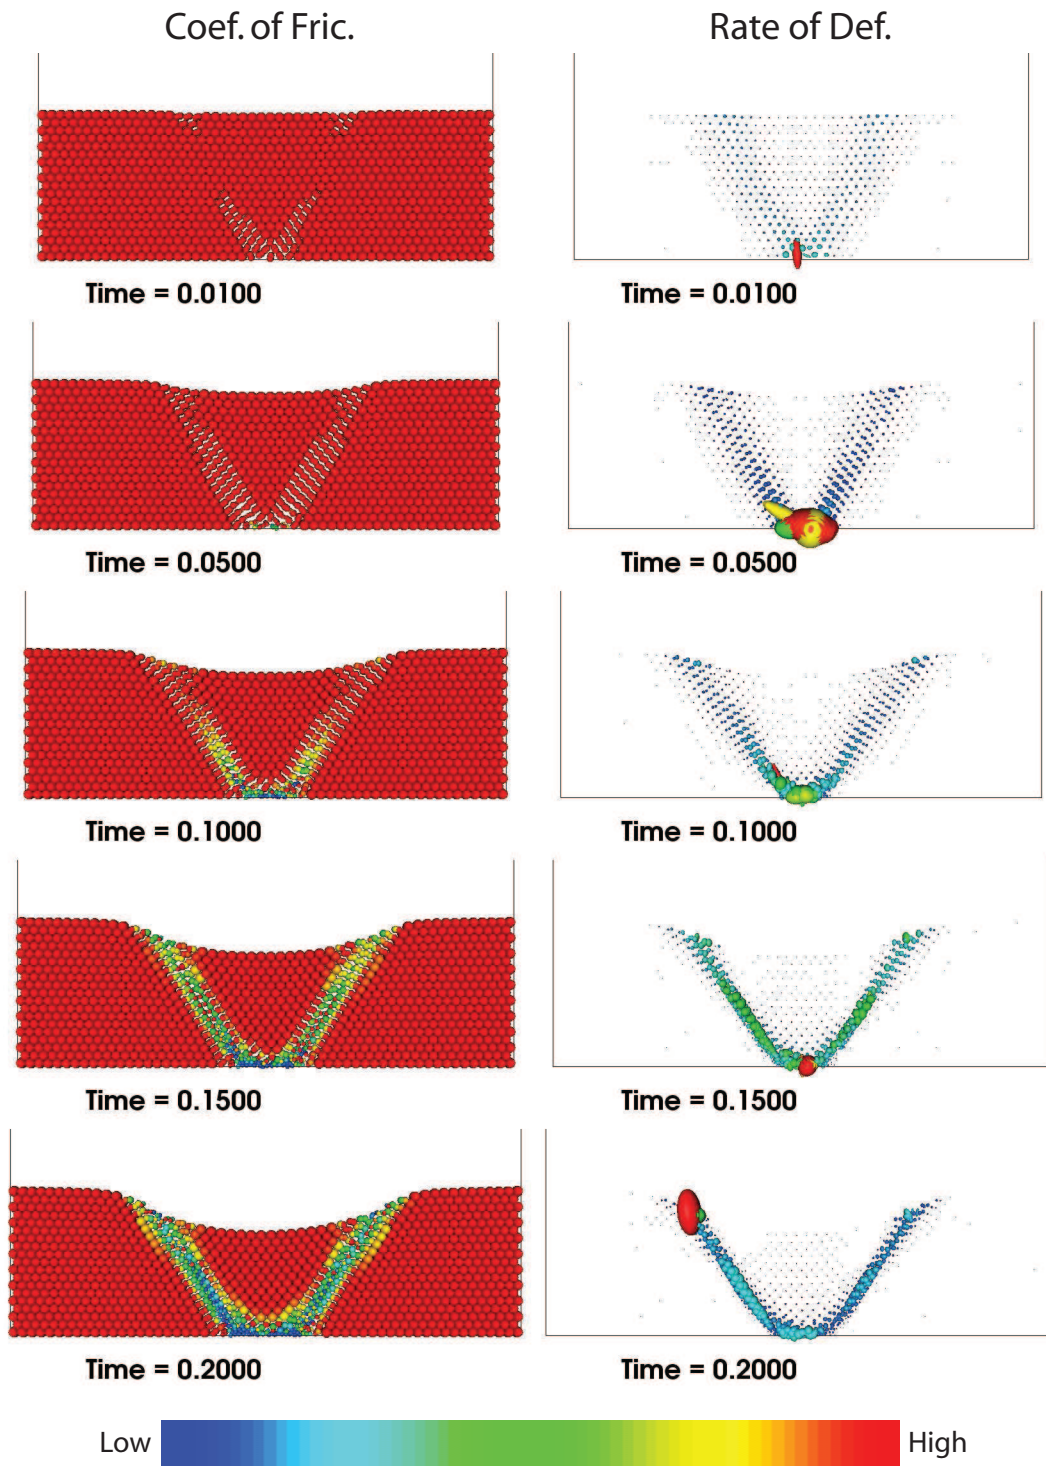 Coef. of Fric. Rate of Def.
Time = 0.0100 Time = 0.0100
Time = 0.0500 Time = 0.0500
Time = 0.1000 Time = 0.1000
Time = 0.1500 Time = 0.1500
Time = 0.2000 Time = 0.2000
Low High